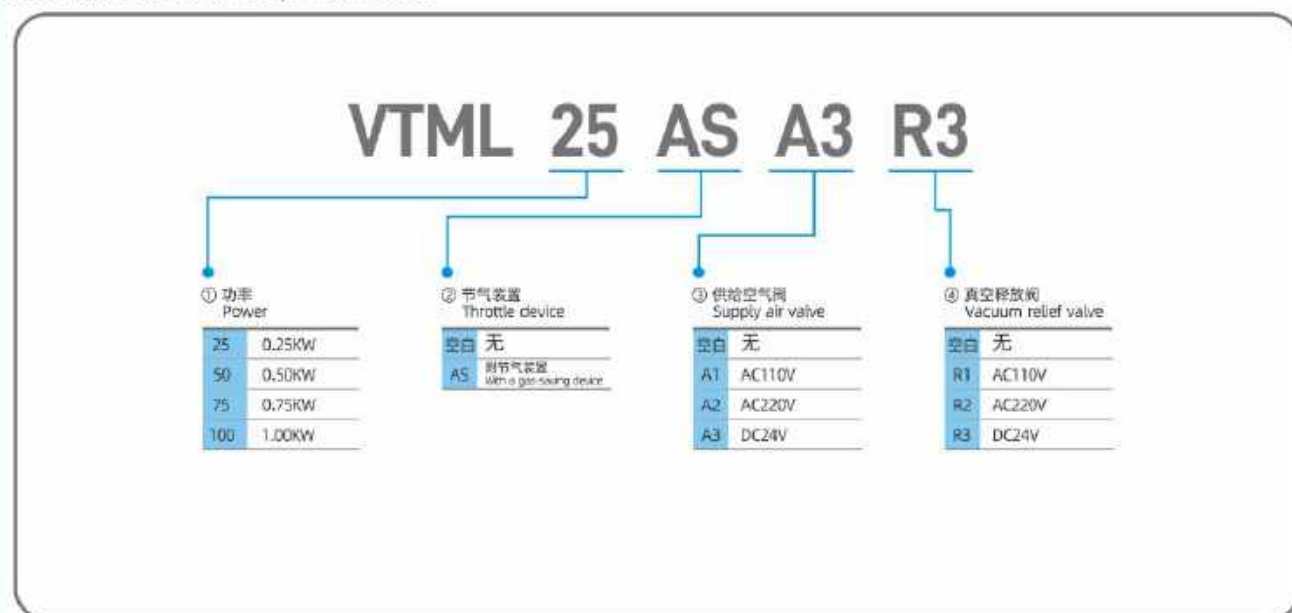 VTML 25 AS A3 R3
① 功率
Power
25 0.25KW
50 0.50KW
75 0.75KW
100 1.00KW
② 节气装置
Throttle device
空白 无
AS 附节气装置
With a gas-saving device
③ 供给空气阀
Supply air valve
空白 无
A1 AC110V
A2 AC220V
A3 DC24V
④ 真空释放阀
Vacuum relief valve
空白 无
R1 AC110V
R2 AC220V
R3 DC24V